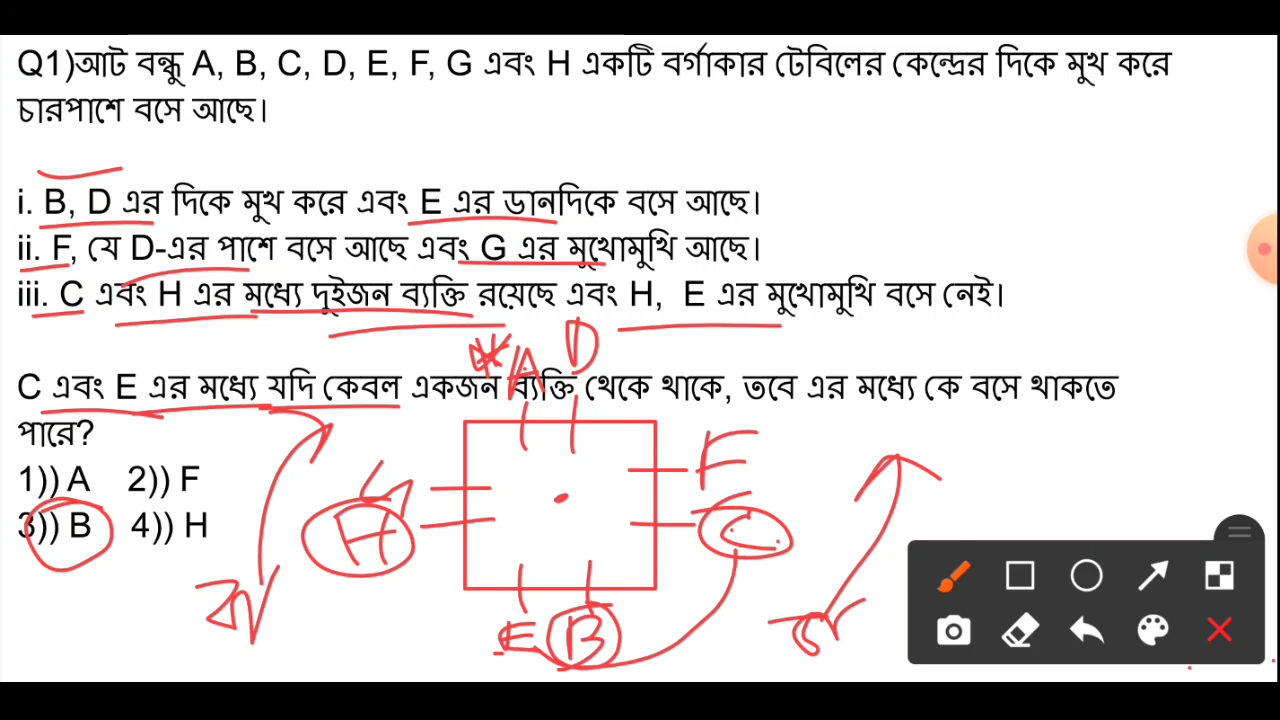 Q1)আট বন্ধু A, B, C, D, E, F, G এবং H একটি বর্গাকার টেবিলের কেন্দ্রের দিকে মুখ করে
চারপাশে বসে আছে।
i. B, D এর দিকে মুখ করে এবং E এর ডানদিকে বসে আছে।
ii. F, যে D-এর পাশে বসে আছে এবং G এর মুখোমুখি আছে।
iii. C এবং H এর মধ্যে দুইজন ব্যক্তি রয়েছে এবং H, E এর মুখোমুখি বসে নেই।
A D
C এবং E এর মধ্যে যদি কেবল একজন ব্যক্তি থেকে থাকে, তবে এর মধ্যে কে বসে থাকতে
পারে?
1)) A 2)) F
3)) B 4)) H
F
G
H C
E B